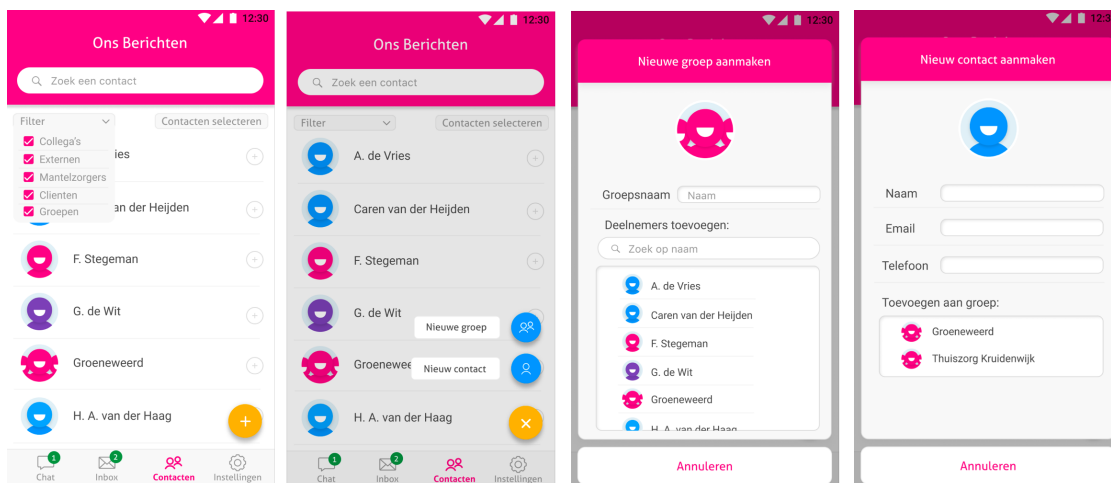 12:30
Ons Berichten
Zoek een contact
Filter
Contacten selecteren
Collega's
Externen
ies
Mantelzorgers
Clienten
an der Heijden
Groepen
F. Stegeman
G. de Wit
Groeneweerd
H. A. van der Haag
1
2
Chat
Inbox
Contacten
Instellingen
12:30
Ons Berichten
Zoek een contact
Filter
Contacten selecteren
A. de Vries
Caren van der Heijden
F. Stegeman
G. de Wit
Nieuwe groep
Groenewee
Nieuw contact
H. A. van der Haag
1
2
Chat
Inbox
Contacten
Instellingen
12:30
Nieuwe groep aanmaken
Groepsnaam
Naam
Deelnemers toevoegen:
Zoek op naam
A. de Vries
Caren van der Heijden
F. Stegeman
G. de Wit
Groeneweerd
H. A. van der Haag
Annuleren
12:3
Nieuw contact aanmaken
Naam
Email
Telefoon
Toevoegen aan groep:
Groeneweerd
Thuiszorg Kruidenwijk
Annuleren